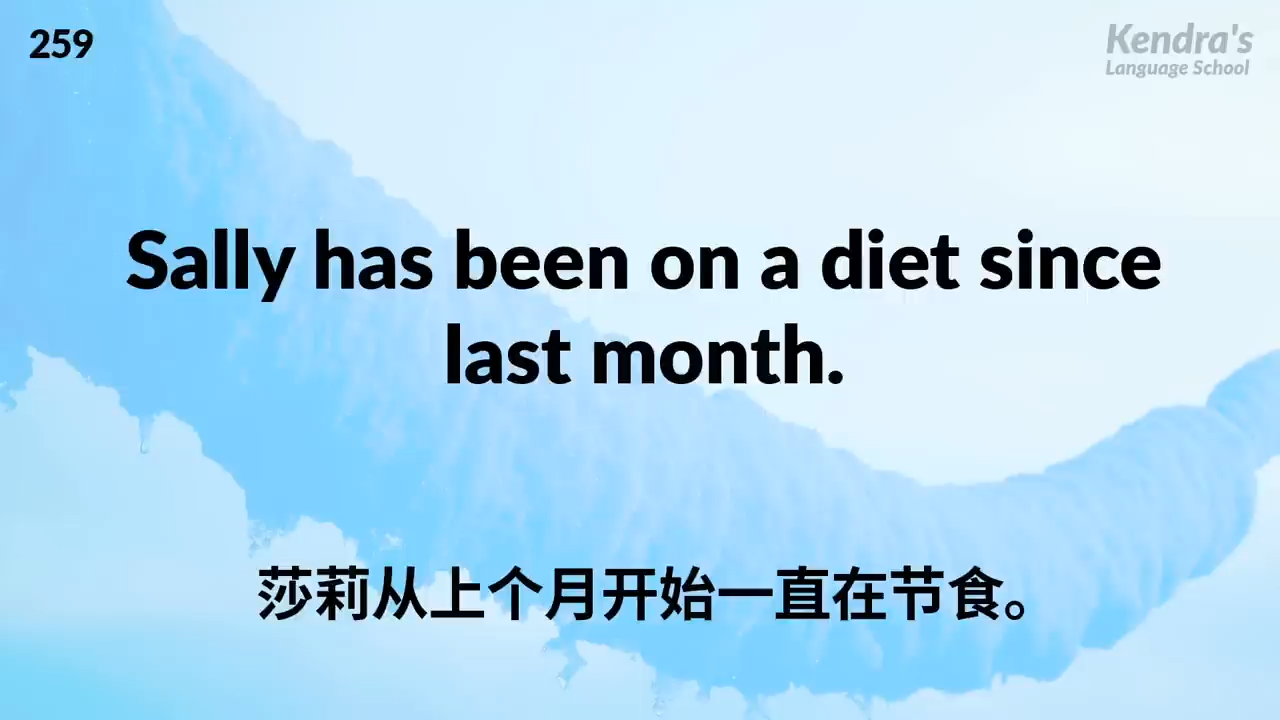 259
Kendra's
Language School
Sally has been on a diet since
last month.
莎莉从上个月开始一直在节食。